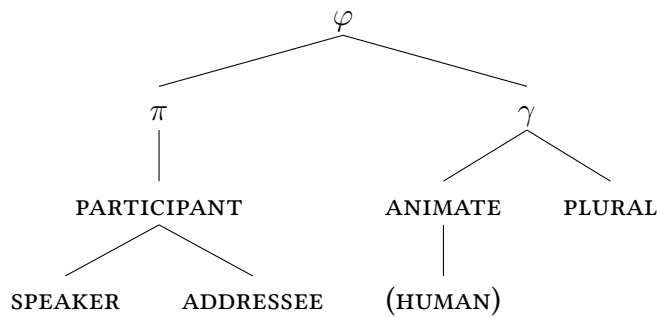 φ
π γ
PARTICIPANT ANIMATE PLURAL
SPEAKER ADDRESSEE (HUMAN)